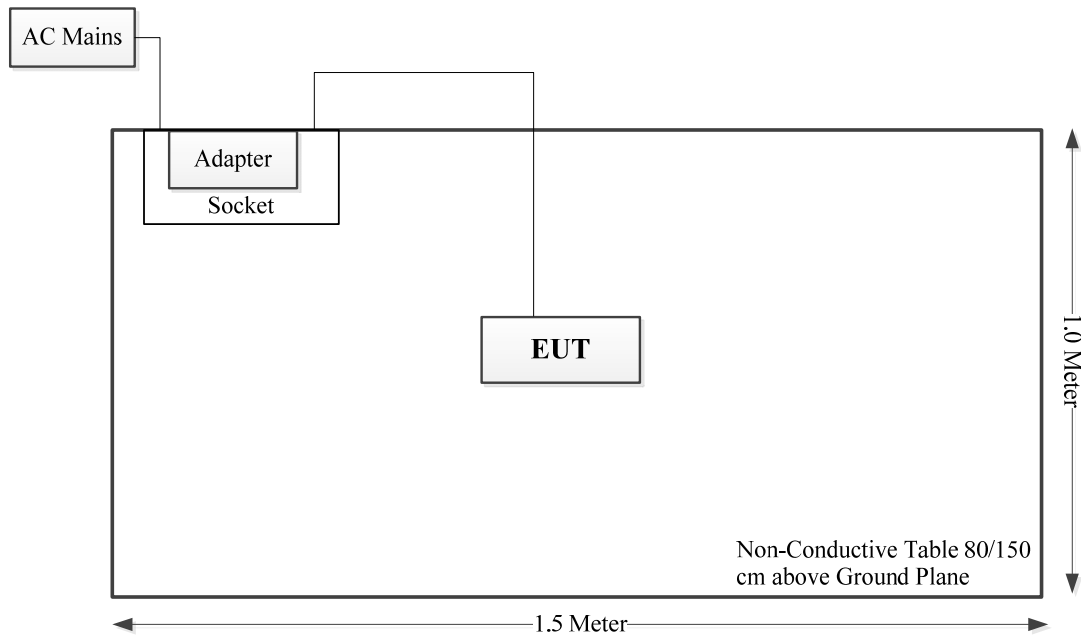 AC Mains
Adapter
Socket
EUT
1.0 Meter
Non-Conductive Table 80/150
cm above Ground Plane
1.5 Meter